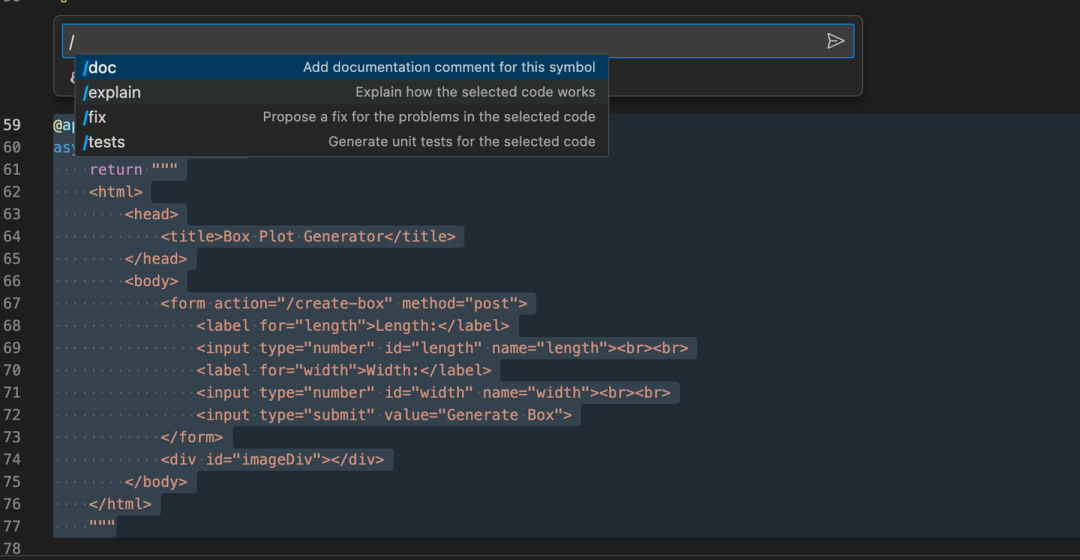 /
/doc Add documentation comment for this symbol
/explain Explain how the selected code works
/fix Propose a fix for the problems in the selected code
/tests Generate unit tests for the selected code
59 @ap
60 asy
61 return """
62 <html>
63 <head>
64 <title>Box Plot Generator</title>
65 </head>
66 <body>
67 <form action="/create-box" method="post">
68 <label for="length">Length:</label>
69 <input type="number" id="length" name="length"><br><br>
70 <label for="width">Width:</label>
71 <input type="number" id="width" name="width"><br><br>
72 <input type="submit" value="Generate Box">
73 </form>
74 <div id="imageDiv"></div>
75 </body>
76 </html>
77 """
78